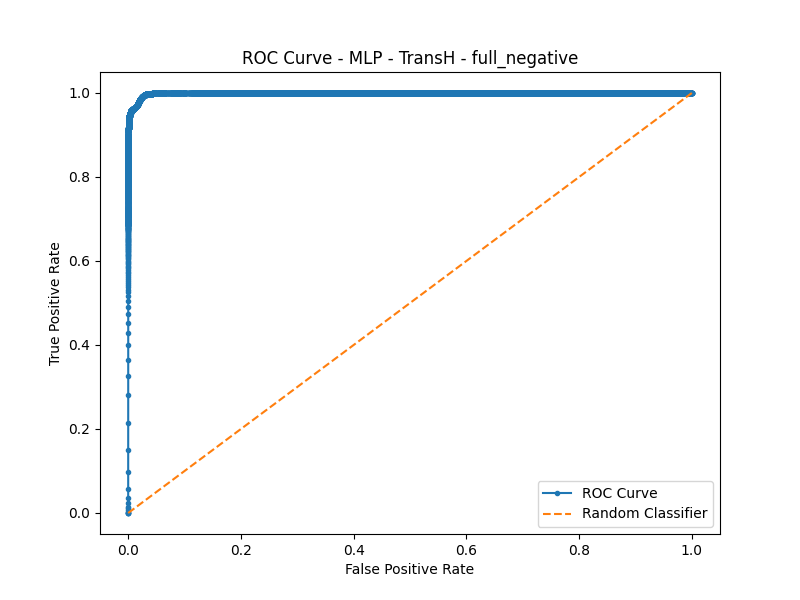 ROC Curve - MLP - TransH - full_negative
1.0
0.8
0.6
0.4
0.2
0.0
True Positive Rate
0.0 0.2 0.4 0.6 0.8 1.0
False Positive Rate
ROC Curve
Random Classifier